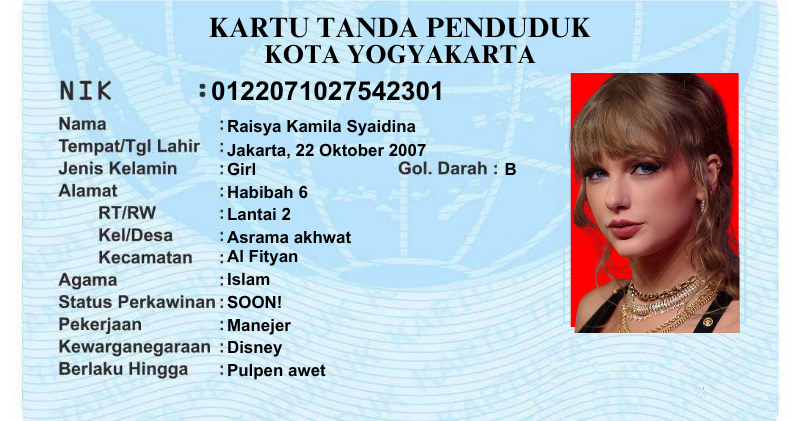 KARTU TANDA PENDUDUK
KOTA YOGYAKARTA
NIK : 0122071027542301
Nama : Raisya Kamila Syaidina
Tempat/Tgl Lahir : Jakarta, 22 Oktober 2007
Jenis Kelamin : Girl Gol. Darah : B
Alamat : Habibah 6
RT/RW : Lantai 2
Kel/Desa : Asrama akhwat
Kecamatan : Al Fityan
Agama : Islam
Status Perkawinan : SOON!
Pekerjaan : Manejer
Kewarganegaraan : Disney
Berlaku Hingga : Pulpen awet